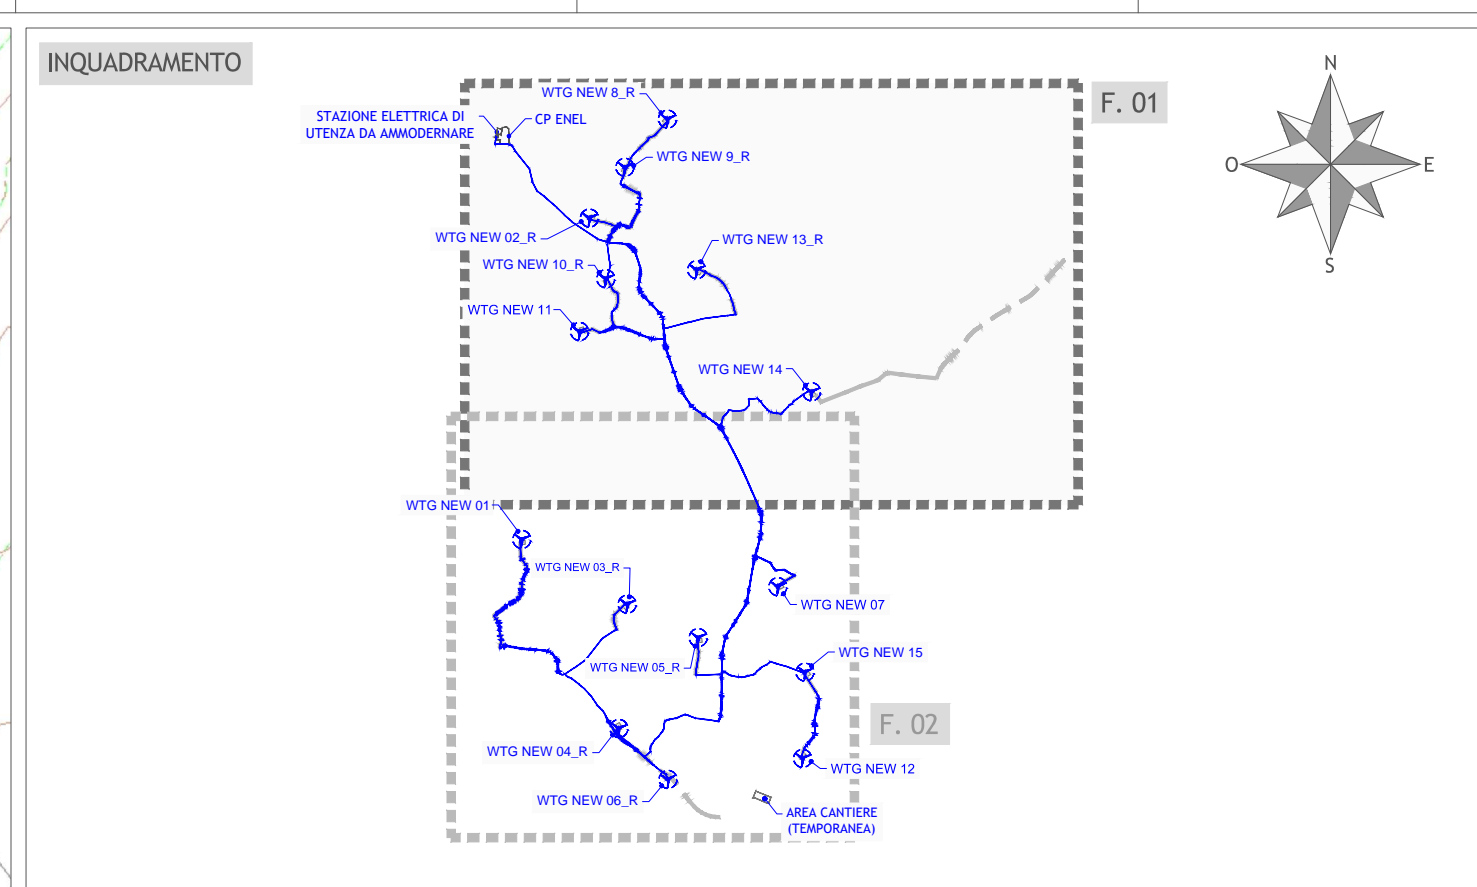 INQUADRAMENTO
WTG NEW 8_R
F. 01
STAZIONE ELETTRICA DI
UTENZA DA AMMODERNARE
CP ENEL
WTG NEW 9_R
WTG NEW 02_R
WTG NEW 13_R
WTG NEW 10_R
WTG NEW 11
WTG NEW 14
N
O
E
S
WTG NEW 01
WTG NEW 03_R
WTG NEW 07
WTG NEW 05_R
WTG NEW 15
F. 02
WTG NEW 04_R
WTG NEW 12
WTG NEW 06_R
AREA CANTIERE
(TEMPORANEA)